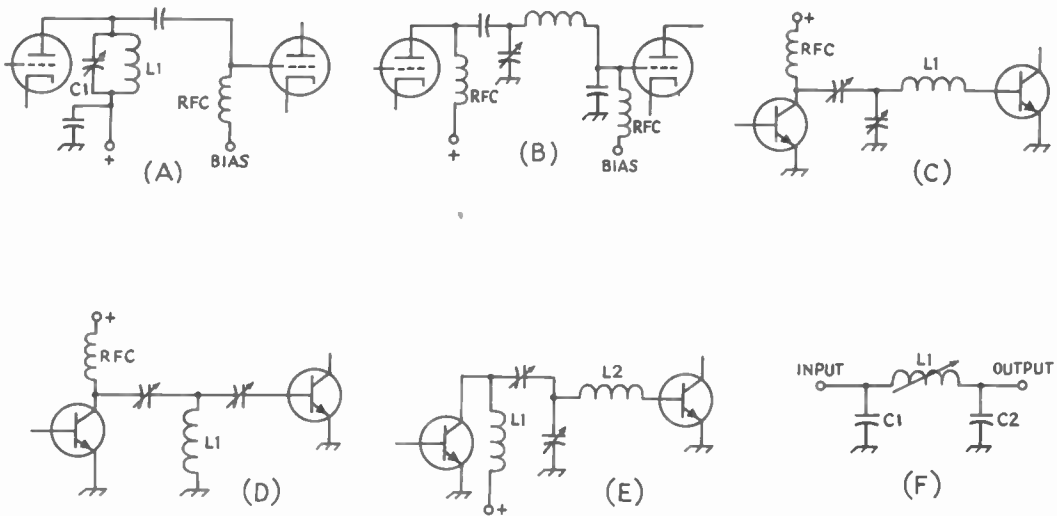 L1
C1
RFC
+
BIAS
(A)
RFC
+
RFC
BIAS
(B)
+
RFC
L1
(C)
+
RFC
L1
(D)
L2
L1
+
(E)
INPUT
L1
OUTPUT
C1
C2
(F)